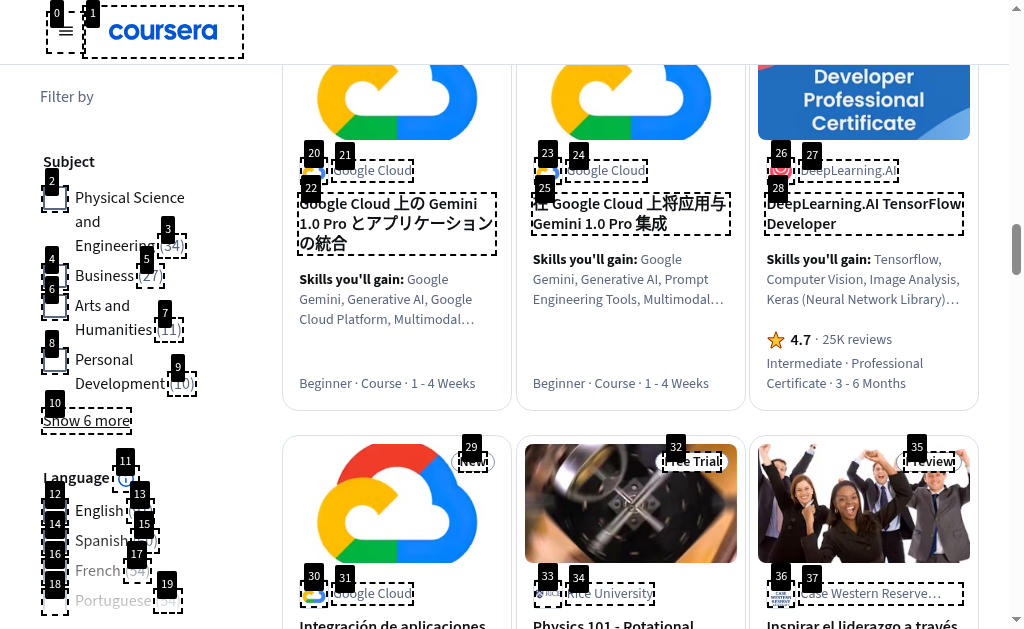 0
1
coursera
Filter by
Subject
2
Physical Science
and
3
Engineering (34)
4
5
Business (27)
6
Arts and
7
Humanities (11)
8
Personal
9
Development (10)
10
Show 6 more
11
Language
12
13
English
14
15
Spanish
16
17
French (54)
18
19
Portuguese (54)
20
21
Google Cloud
22
Google Cloud 上の Gemini
1.0 Pro とアプリケーション
の統合
Skills you'll gain: Google
Gemini, Generative AI, Google
Cloud Platform, Multimodal…
Beginner · Course · 1 - 4 Weeks
23
24
Google Cloud
25
在 Google Cloud 上将应用与
Gemini 1.0 Pro 集成
Skills you'll gain: Google
Gemini, Generative AI, Prompt
Engineering Tools, Multimodal…
Beginner · Course · 1 - 4 Weeks
Developer
Professional
Certificate
26
27
DeepLearning.AI
28
DeepLearning.AI TensorFlow
Developer
Skills you'll gain: Tensorflow,
Computer Vision, Image Analysis,
Keras (Neural Network Library)…
4.7 · 25K reviews
Intermediate · Professional
Certificate · 3 - 6 Months
29
New
30
31
Google Cloud
Integración de aplicaciones
32
Free Trial
33
34
Rice University
Physics 101 - Rotational
35
Preview
36
37
Case Western Reserve…
Inspirar el liderazgo a través